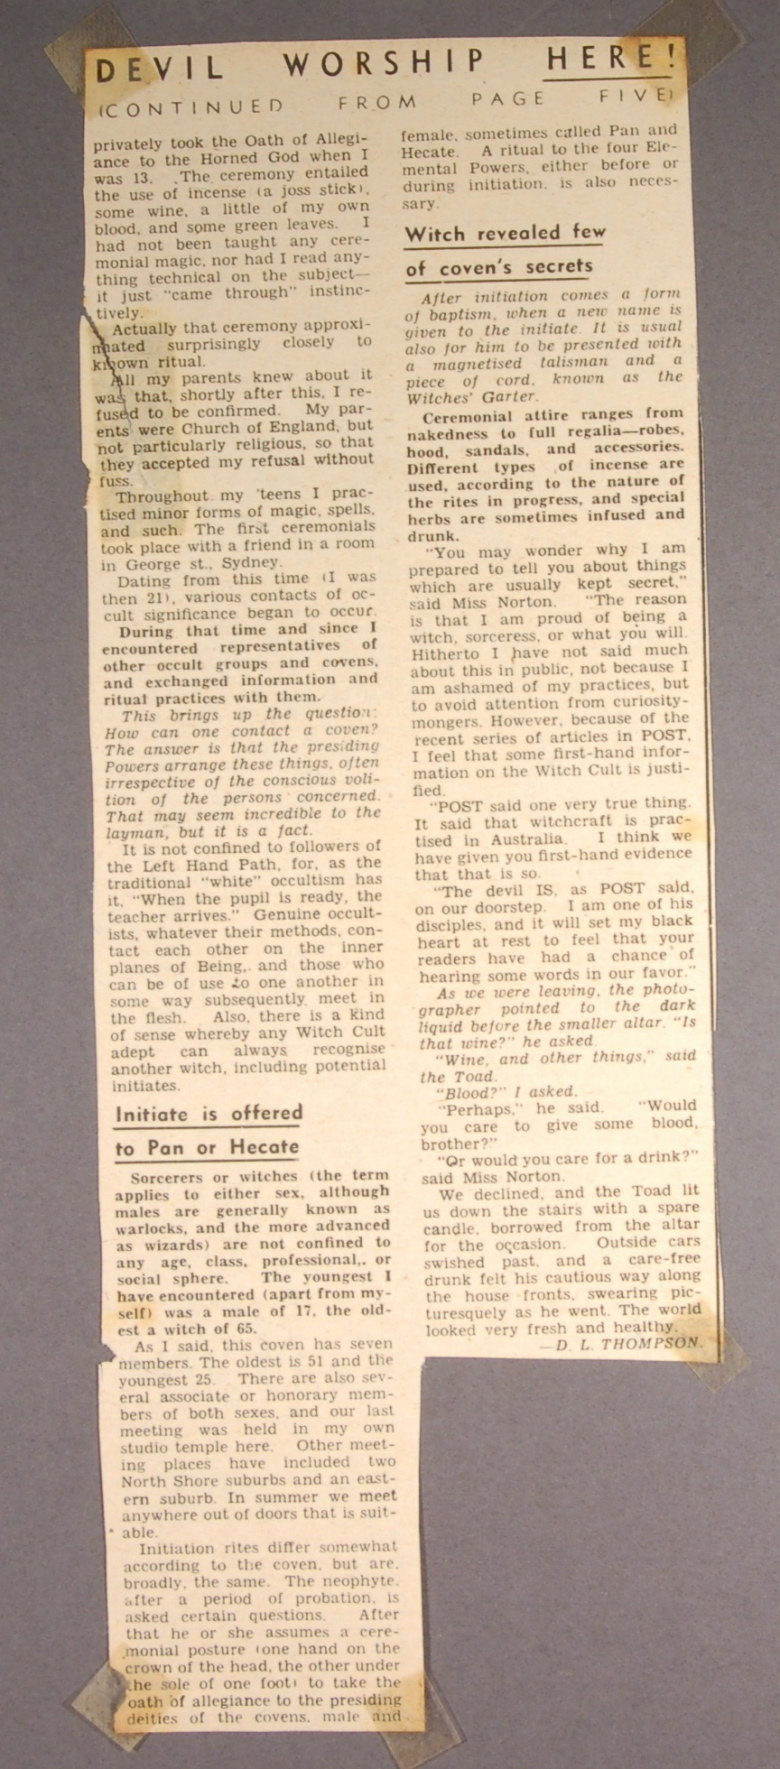 DEVIL WORSHIP HERE!
(CONTINUED FROM PAGE FIVE)
privately took the Oath of Allegi-
ance to the Horned God when I
was 13. The ceremony entailed
the use of incense (a joss stick),
some wine, a little of my own
blood, and some green leaves. I
had not been taught any cere-
monial magic, nor had I read any-
thing technical on the subject—
it just "came through" instinc-
tively.
Actually that ceremony approxi-
mated surprisingly closely to
known ritual.
All my parents knew about it
was that, shortly after this, I re-
fused to be confirmed. My par-
ents were Church of England, but
not particularly religious, so that
they accepted my refusal without
fuss.
Throughout my 'teens I prac-
tised minor forms of magic, spells,
and such. The first ceremonials
took place with a friend in a room
in George st., Sydney.
Dating from this time (I was
then 21), various contacts of oc-
cult significance began to occur.
During that time and since I
encountered representatives of
other occult groups and covens,
and exchanged information and
ritual practices with them.
This brings up the question:
How can one contact a coven?
The answer is that the presiding
Powers arrange these things, often
irrespective of the conscious voli-
tion of the persons concerned.
That may seem incredible to the
layman, but it is a fact.
It is not confined to followers of
the Left Hand Path, for, as the
traditional "white" occultism has
it, "When the pupil is ready, the
teacher arrives." Genuine occult-
ists, whatever their methods, con-
tact each other on the inner
planes of Being, and those who
can be of use to one another in
some way subsequently meet in
the flesh. Also, there is a kind
of sense whereby any Witch Cult
adept can always recognise
another witch, including potential
initiates.
Initiate is offered
to Pan or Hecate
Sorcerers or witches (the term
applies to either sex, although
males are generally known as
warlocks, and the more advanced
as wizards) are not confined to
any age, class, professional, or
social sphere. The youngest I
have encountered (apart from my-
self) was a male of 17, the old-
est a witch of 65.
As I said, this coven has seven
members. The oldest is 51 and the
youngest 25. There are also sev-
eral associate or honorary mem-
bers of both sexes, and our last
meeting was held in my own
studio temple here. Other meet-
ing places have included two
North Shore suburbs and an east-
ern suburb. In summer we meet
anywhere out of doors that is suit-
able.
Initiation rites differ somewhat
according to the coven, but are,
broadly, the same. The neophyte,
after a period of probation, is
asked certain questions. After
that he or she assumes a cere-
monial posture (one hand on the
crown of the head, the other under
the sole of one foot) to take the
oath of allegiance to the presiding
deities of the covens, male and
female, sometimes called Pan and
Hecate. A ritual to the four Ele-
mental Powers, either before or
during initiation, is also neces-
sary.
Witch revealed few
of coven's secrets
After initiation comes a form
of baptism, when a new name is
given to the initiate. It is usual
also for him to be presented with
a magnetised talisman and a
piece of cord, known as the
Witches' Garter.
Ceremonial attire ranges from
nakedness to full regalia—robes,
hood, sandals, and accessories.
Different types of incense are
used, according to the nature of
the rites in progress, and special
herbs are sometimes infused and
drunk.
"You may wonder why I am
prepared to tell you about things
which are usually kept secret,"
said Miss Norton. "The reason
is that I am proud of being a
witch, sorceress, or what you will.
Hitherto I have not said much
about this in public, not because I
am ashamed of my practices, but
to avoid attention from curiosity-
mongers. However, because of the
recent series of articles in POST,
I feel that some first-hand infor-
mation on the Witch Cult is justi-
fied.
"POST said one very true thing.
It said that witchcraft is prac-
tised in Australia. I think we
have given you first-hand evidence
that that is so.
"The devil IS, as POST said,
on our doorstep. I am one of his
disciples, and it will set my black
heart at rest to feel that your
readers have had a chance of
hearing some words in our favor."
As we were leaving, the photo-
grapher pointed to the dark
liquid before the smaller altar. "Is
that wine?" he asked.
"Wine, and other things," said
the Toad.
"Blood?" I asked.
"Perhaps," he said. "Would
you care to give some blood,
brother?"
"Or would you care for a drink?"
said Miss Norton.
We declined, and the Toad lit
us down the stairs with a spare
candle, borrowed from the altar
for the occasion. Outside cars
swished past, and a care-free
drunk felt his cautious way along
the house fronts, swearing pic-
turesquely as he went. The world
looked very fresh and healthy.
—D. L. THOMPSON.